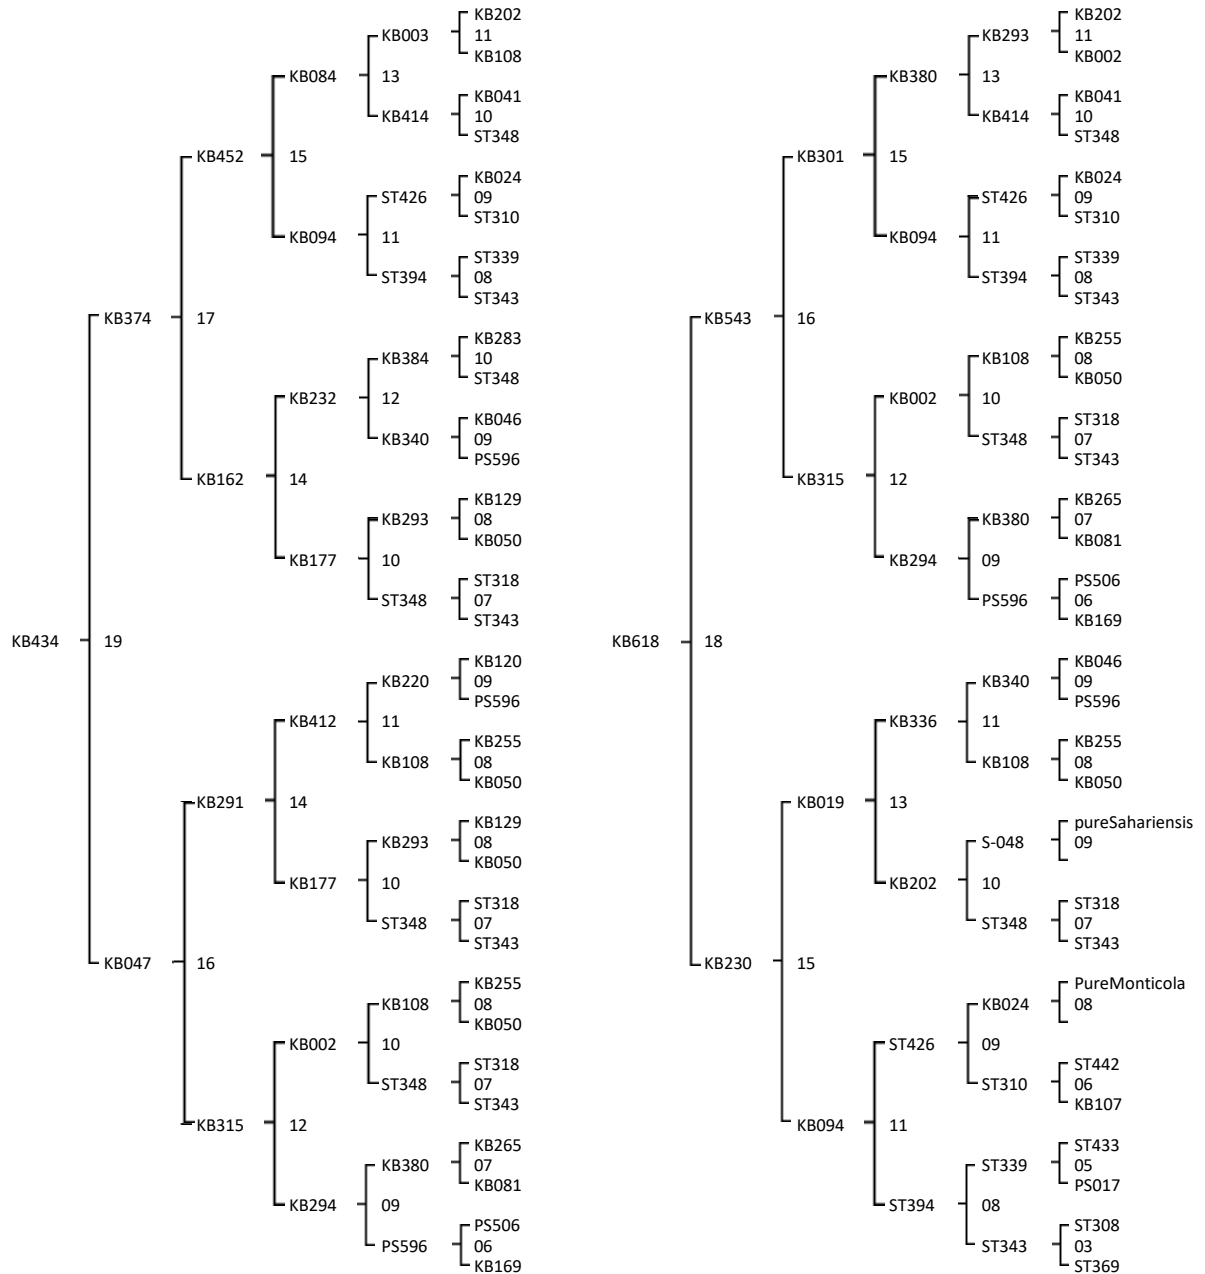 KB202
KB003
11
KB108
KB084
13
KB041
KB414
10
ST348
KB452
15
KB024
ST426
09
ST310
KB094
11
ST339
ST394
08
ST343
KB374
17
KB283
KB384
10
ST348
KB232
12
KB046
KB340
09
PS596
KB162
14
KB129
KB293
08
KB050
KB177
10
ST318
ST348
07
ST343
KB434
19
KB120
KB220
09
PS596
KB412
11
KB255
KB108
08
KB050
KB291
14
KB129
KB293
08
KB050
KB177
10
ST318
ST348
07
ST343
KB047
16
KB255
KB108
08
KB050
KB002
10
ST318
ST348
07
ST343
KB315
12
KB265
KB380
07
KB081
KB294
09
PS506
PS596
06
KB169
KB202
KB293
11
KB002
KB380
13
KB041
KB414
10
ST348
KB301
15
KB024
ST426
09
ST310
KB094
11
ST339
ST394
08
ST343
KB543
16
KB255
KB108
08
KB050
KB002
10
ST318
ST348
07
ST343
KB315
12
KB265
KB380
07
KB081
KB294
09
PS506
PS596
06
KB169
KB618
18
KB046
KB340
09
PS596
KB336
11
KB255
KB108
08
KB050
KB019
13
pureSahariensis
S-048
09
KB202
10
ST318
ST348
07
ST343
KB230
15
PureMonticola
KB024
08
ST426
09
ST442
ST310
06
KB107
KB094
11
ST433
ST339
05
PS017
ST394
08
ST308
ST343
03
ST369